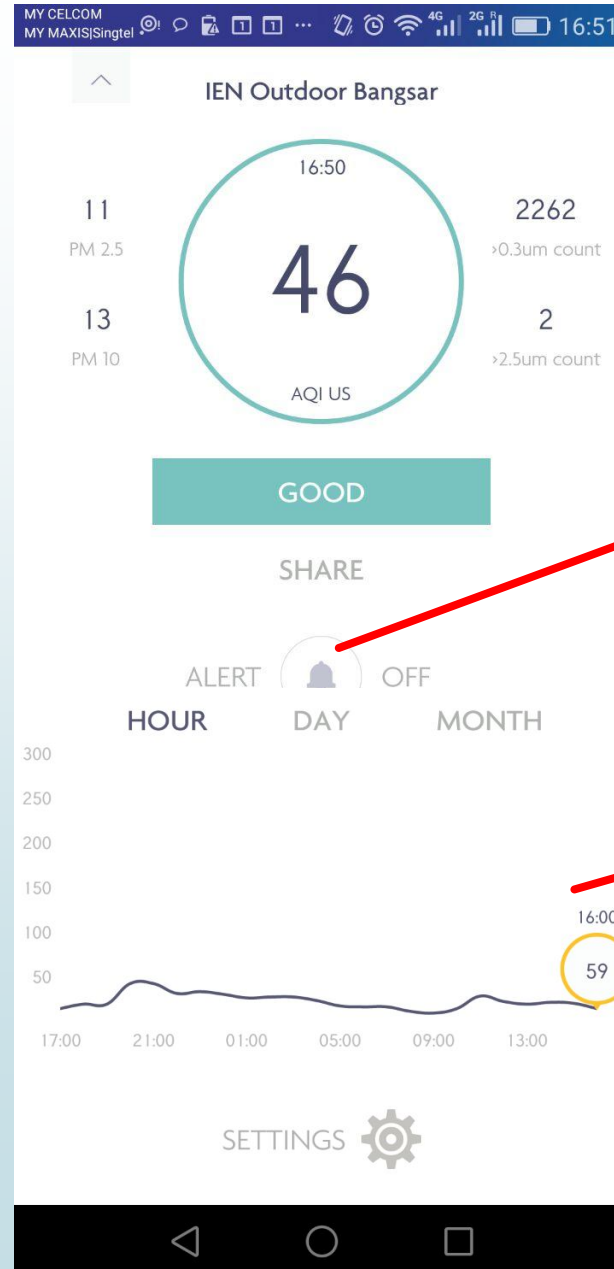 MY CELCOM
MY MAXIS|Singtel 4G 2G R 16:51
IEN Outdoor Bangsar
16:50
11
PM 2.5
46
2262
>0.3um count
13
PM 10
2
>2.5um count
AQI US
GOOD
SHARE
ALERT OFF
HOUR DAY MONTH
300
250
200
150
100
50
16:00
59
17:00 21:00 01:00 05:00 09:00 13:00
SETTINGS